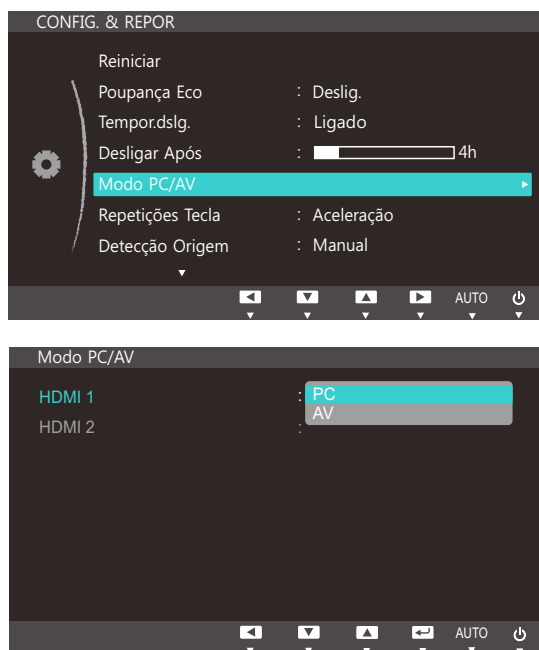 CONFIG. & REPOR
Reiniciar
Poupança Eco : Deslig.
Tempor.dslg. : Ligado
Desligar Após : 4h
Modo PC/AV
Repetições Tecla : Aceleração
Detecção Origem : Manual
AUTO
Modo PC/AV
HDMI 1 : PC
AV
HDMI 2 :
AUTO